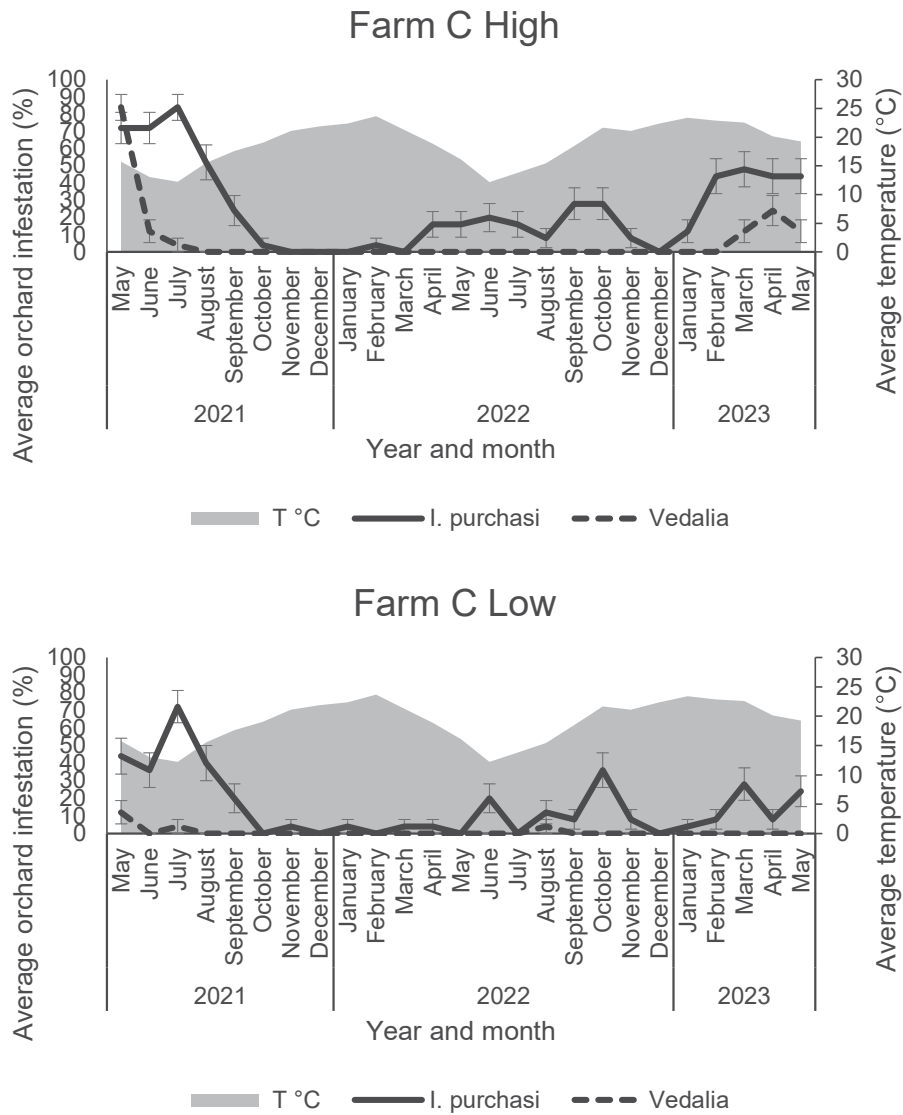 Farm C High
Average orchard infestation (%)
100
90
80
70
60
50
40
30
20
10
0
30
25
20
15
10
5
0
Average temperature (°C)
May
June
July
August
September
October
November
December
January
February
March
April
May
June
July
August
September
October
November
December
January
February
March
April
May
2021
2022
2023
Year and month
T °C
I. purchasi
Vedalia
Farm C Low
Average orchard infestation (%)
100
90
80
70
60
50
40
30
20
10
0
30
25
20
15
10
5
0
Average temperature (°C)
May
June
July
August
September
October
November
December
January
February
March
April
May
June
July
August
September
October
November
December
January
February
March
April
May
2021
2022
2023
Year and month
T °C
I. purchasi
Vedalia